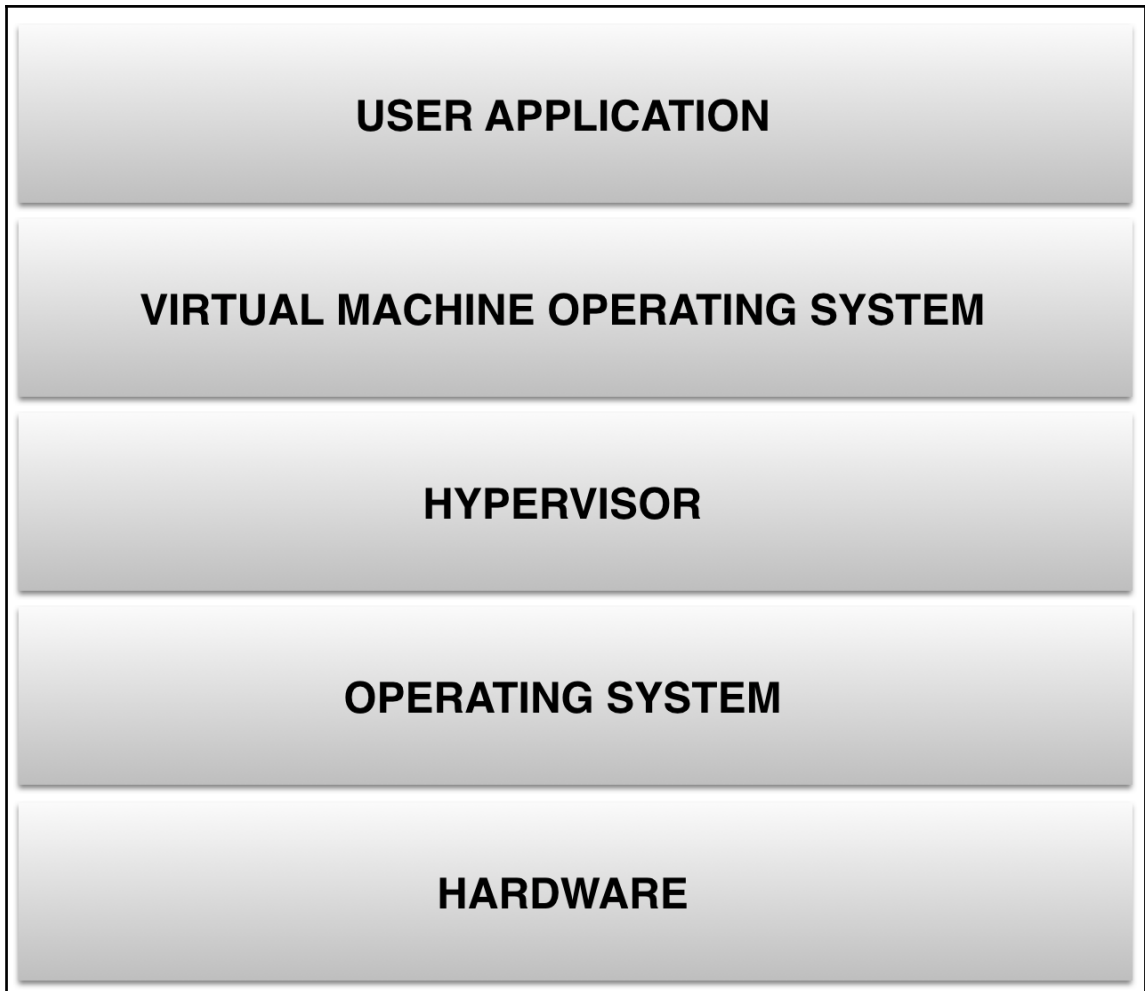 USER APPLICATION
VIRTUAL MACHINE OPERATING SYSTEM
HYPERVISOR
OPERATING SYSTEM
HARDWARE